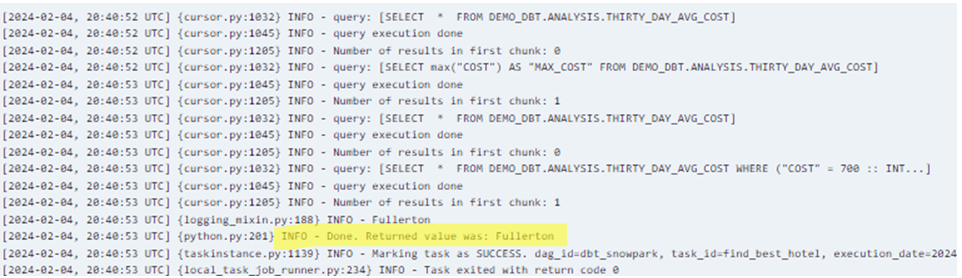 [2024-02-04, 20:40:52 UTC] {cursor.py:1032} INFO - query: [SELECT * FROM DEMO_DBT.ANALYSIS.THIRTY_DAY_AVG_COST]
[2024-02-04, 20:40:52 UTC] {cursor.py:1045} INFO - query execution done
[2024-02-04, 20:40:52 UTC] {cursor.py:1205} INFO - Number of results in first chunk: 0
[2024-02-04, 20:40:52 UTC] {cursor.py:1032} INFO - query: [SELECT max("COST") AS "MAX_COST" FROM DEMO_DBT.ANALYSIS.THIRTY_DAY_AVG_COST]
[2024-02-04, 20:40:53 UTC] {cursor.py:1045} INFO - query execution done
[2024-02-04, 20:40:53 UTC] {cursor.py:1205} INFO - Number of results in first chunk: 1
[2024-02-04, 20:40:53 UTC] {cursor.py:1032} INFO - query: [SELECT * FROM DEMO_DBT.ANALYSIS.THIRTY_DAY_AVG_COST]
[2024-02-04, 20:40:53 UTC] {cursor.py:1045} INFO - query execution done
[2024-02-04, 20:40:53 UTC] {cursor.py:1205} INFO - Number of results in first chunk: 0
[2024-02-04, 20:40:53 UTC] {cursor.py:1032} INFO - query: [SELECT * FROM DEMO_DBT.ANALYSIS.THIRTY_DAY_AVG_COST WHERE ("COST" = 700 :: INT...]
[2024-02-04, 20:40:53 UTC] {cursor.py:1045} INFO - query execution done
[2024-02-04, 20:40:53 UTC] {cursor.py:1205} INFO - Number of results in first chunk: 1
[2024-02-04, 20:40:53 UTC] {logging_mixin.py:188} INFO - Fullerton
[2024-02-04, 20:40:53 UTC] {python.py:201} INFO - Done. Returned value was: Fullerton
[2024-02-04, 20:40:53 UTC] {taskinstance.py:1139} INFO - Marking task as SUCCESS. dag_id=dbt_snowpark, task_id=find_best_hotel, execution_date=2024
[2024-02-04, 20:40:53 UTC] {local_task_job_runner.py:234} INFO - Task exited with return code 0